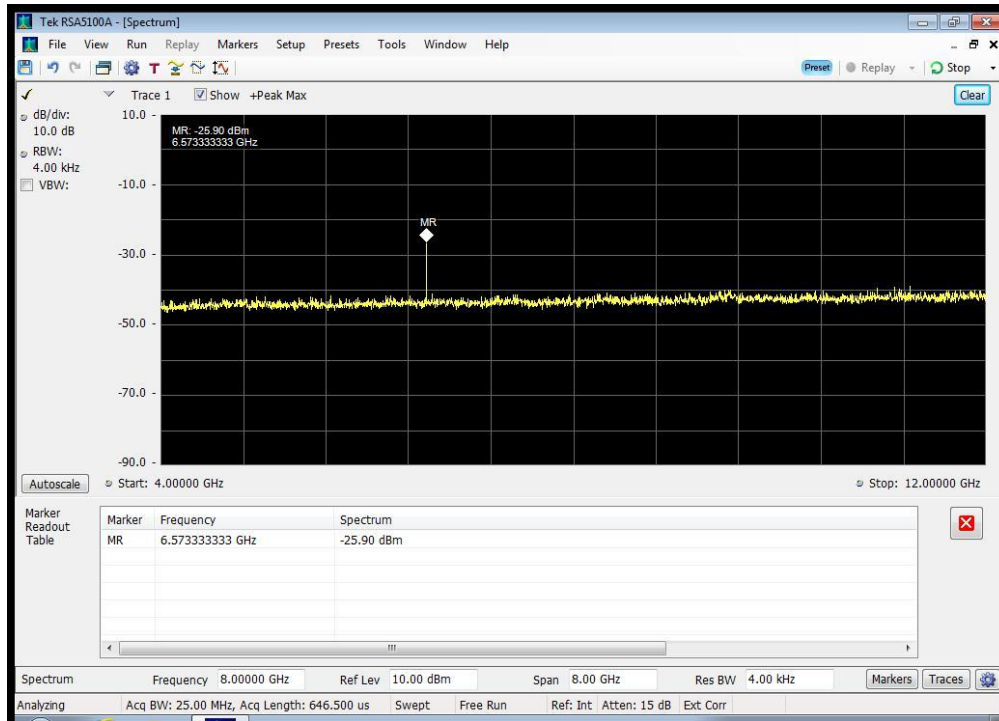 Tek RSA5100A - [Spectrum]
File View Run Replay Markers Setup Presets Tools Window Help
Preset Replay Stop
Trace 1 Show +Peak Max Clear
dB/div:
10.0 dB
RBW:
4.00 kHz
VBW:
10.0
MR: -25.90 dBm
6.573333333 GHz
-10.0
MR
-30.0
-50.0
-70.0
-90.0
Autoscale Start: 4.00000 GHz Stop: 12.00000 GHz
Marker
Readout
Table
Marker Frequency Spectrum
MR 6.573333333 GHz -25.90 dBm
Spectrum Frequency 8.00000 GHz Ref Lev 10.00 dBm Span 8.00 GHz Res BW 4.00 kHz Markers Traces
Analyzing Acq BW: 25.00 MHz, Acq Length: 646.500 us Swept Free Run Ref: Int Atten: 15 dB Ext Corr